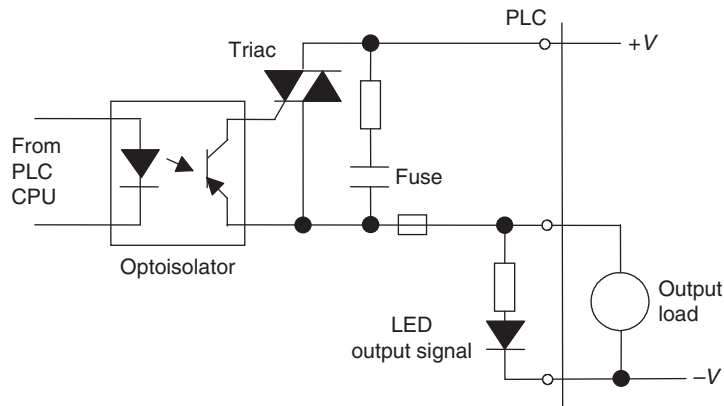 PLC
+V
Triac
From
PLC
CPU
Fuse
Optoisolator
LED
output signal
Output
load
−V